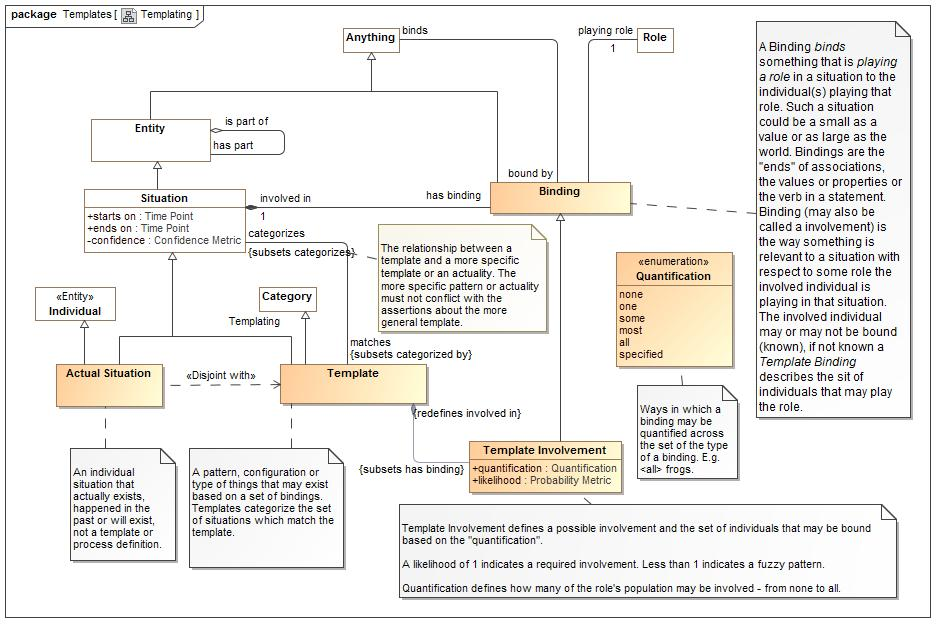 package Templates [ Templating ]
Anything
binds
playing role
1
Role
Entity
is part of
has part
bound by
Binding
has binding
involved in
1
Situation
+starts on : Time Point
+ends on : Time Point
-confidence : Confidence Metric
categorizes
{subsets categorizes}
The relationship between a
template and a more specific
template or an actuality. The
more specific pattern or actuality
must not conflict with the
assertions about the more
general template.
A Binding binds
something that is playing
a role in a situation to the
individual(s) playing that
role. Such a situation
could be a small as a
value or as large as the
world. Bindings are the
"ends" of associations,
the values or properties or
the verb in a statement.
Binding (may also be
called a involvement) is
the way something is
relevant to a situation with
respect to some role the
involved individual is
playing in that situation.
The involved individual
may or may not be bound
(known), if not known a
Template Binding
describes the sit of
individuals that may play
the role.
«enumeration»
Quantification
none
one
some
most
all
specified
«Entity»
Individual
Category
Templating
matches
{subsets categorized by}
Actual Situation
«Disjoint with»
Template
{redefines involved in}
{subsets has binding}
Template Involvement
+quantification : Quantification
+likelihood : Probability Metric
Ways in which a
binding may be
quantified across
the set of the type
of a binding. E.g.
<all> frogs.
An individual
situation that
actually exists,
happened in the
past or will exist,
not a template or
process definition.
A pattern, configuration or
type of things that may exist
based on a set of bindings.
Templates categorize the
set of situations which match the
template.
Template Involvement defines a possible involvement and the set of individuals that may be bound
based on the "quantification".
A likelihood of 1 indicates a required involvement. Less than 1 indicates a fuzzy pattern.
Quantification defines how many of the role's population may be involved - from none to all.